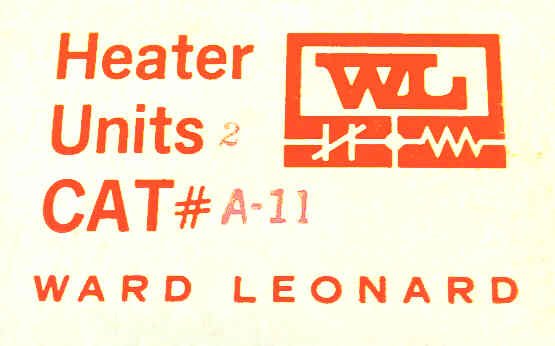 Heater
Units 2
CAT# A-11
WL
WARD LEONARD